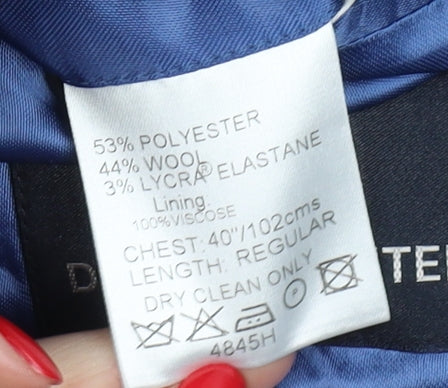 53% POLYESTER
44% WOOL
3% LYCRA® ELASTANE
Lining:
100%VISCOSE
CHEST: 40"/102cms
LENGTH: REGULAR
DRY CLEAN ONLY
4845H
D
TE